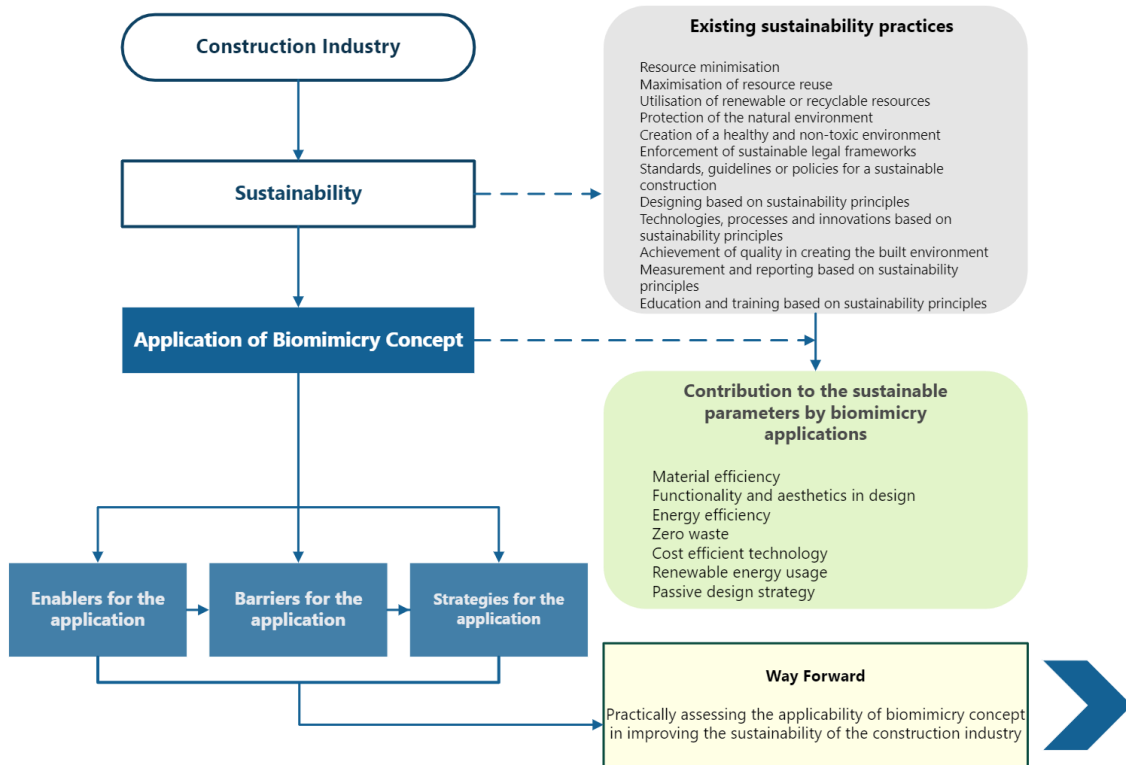 Construction Industry
Sustainability
Application of Biomimicry Concept
Enablers for the
application
Barriers for the
application
Strategies for the
application
Existing sustainability practices
Resource minimisation
Maximisation of resource reuse
Utilisation of renewable or recyclable resources
Protection of the natural environment
Creation of a healthy and non-toxic environment
Enforcement of sustainable legal frameworks
Standards, guidelines or policies for a sustainable
construction
Designing based on sustainability principles
Technologies, processes and innovations based on
sustainability principles
Achievement of quality in creating the built environment
Measurement and reporting based on sustainability
principles
Education and training based on sustainability principles
Contribution to the sustainable
parameters by biomimicry
applications
Material efficiency
Functionality and aesthetics in design
Energy efficiency
Zero waste
Cost efficient technology
Renewable energy usage
Passive design strategy
Way Forward
Practically assessing the applicability of biomimicry concept
in improving the sustainability of the construction industry